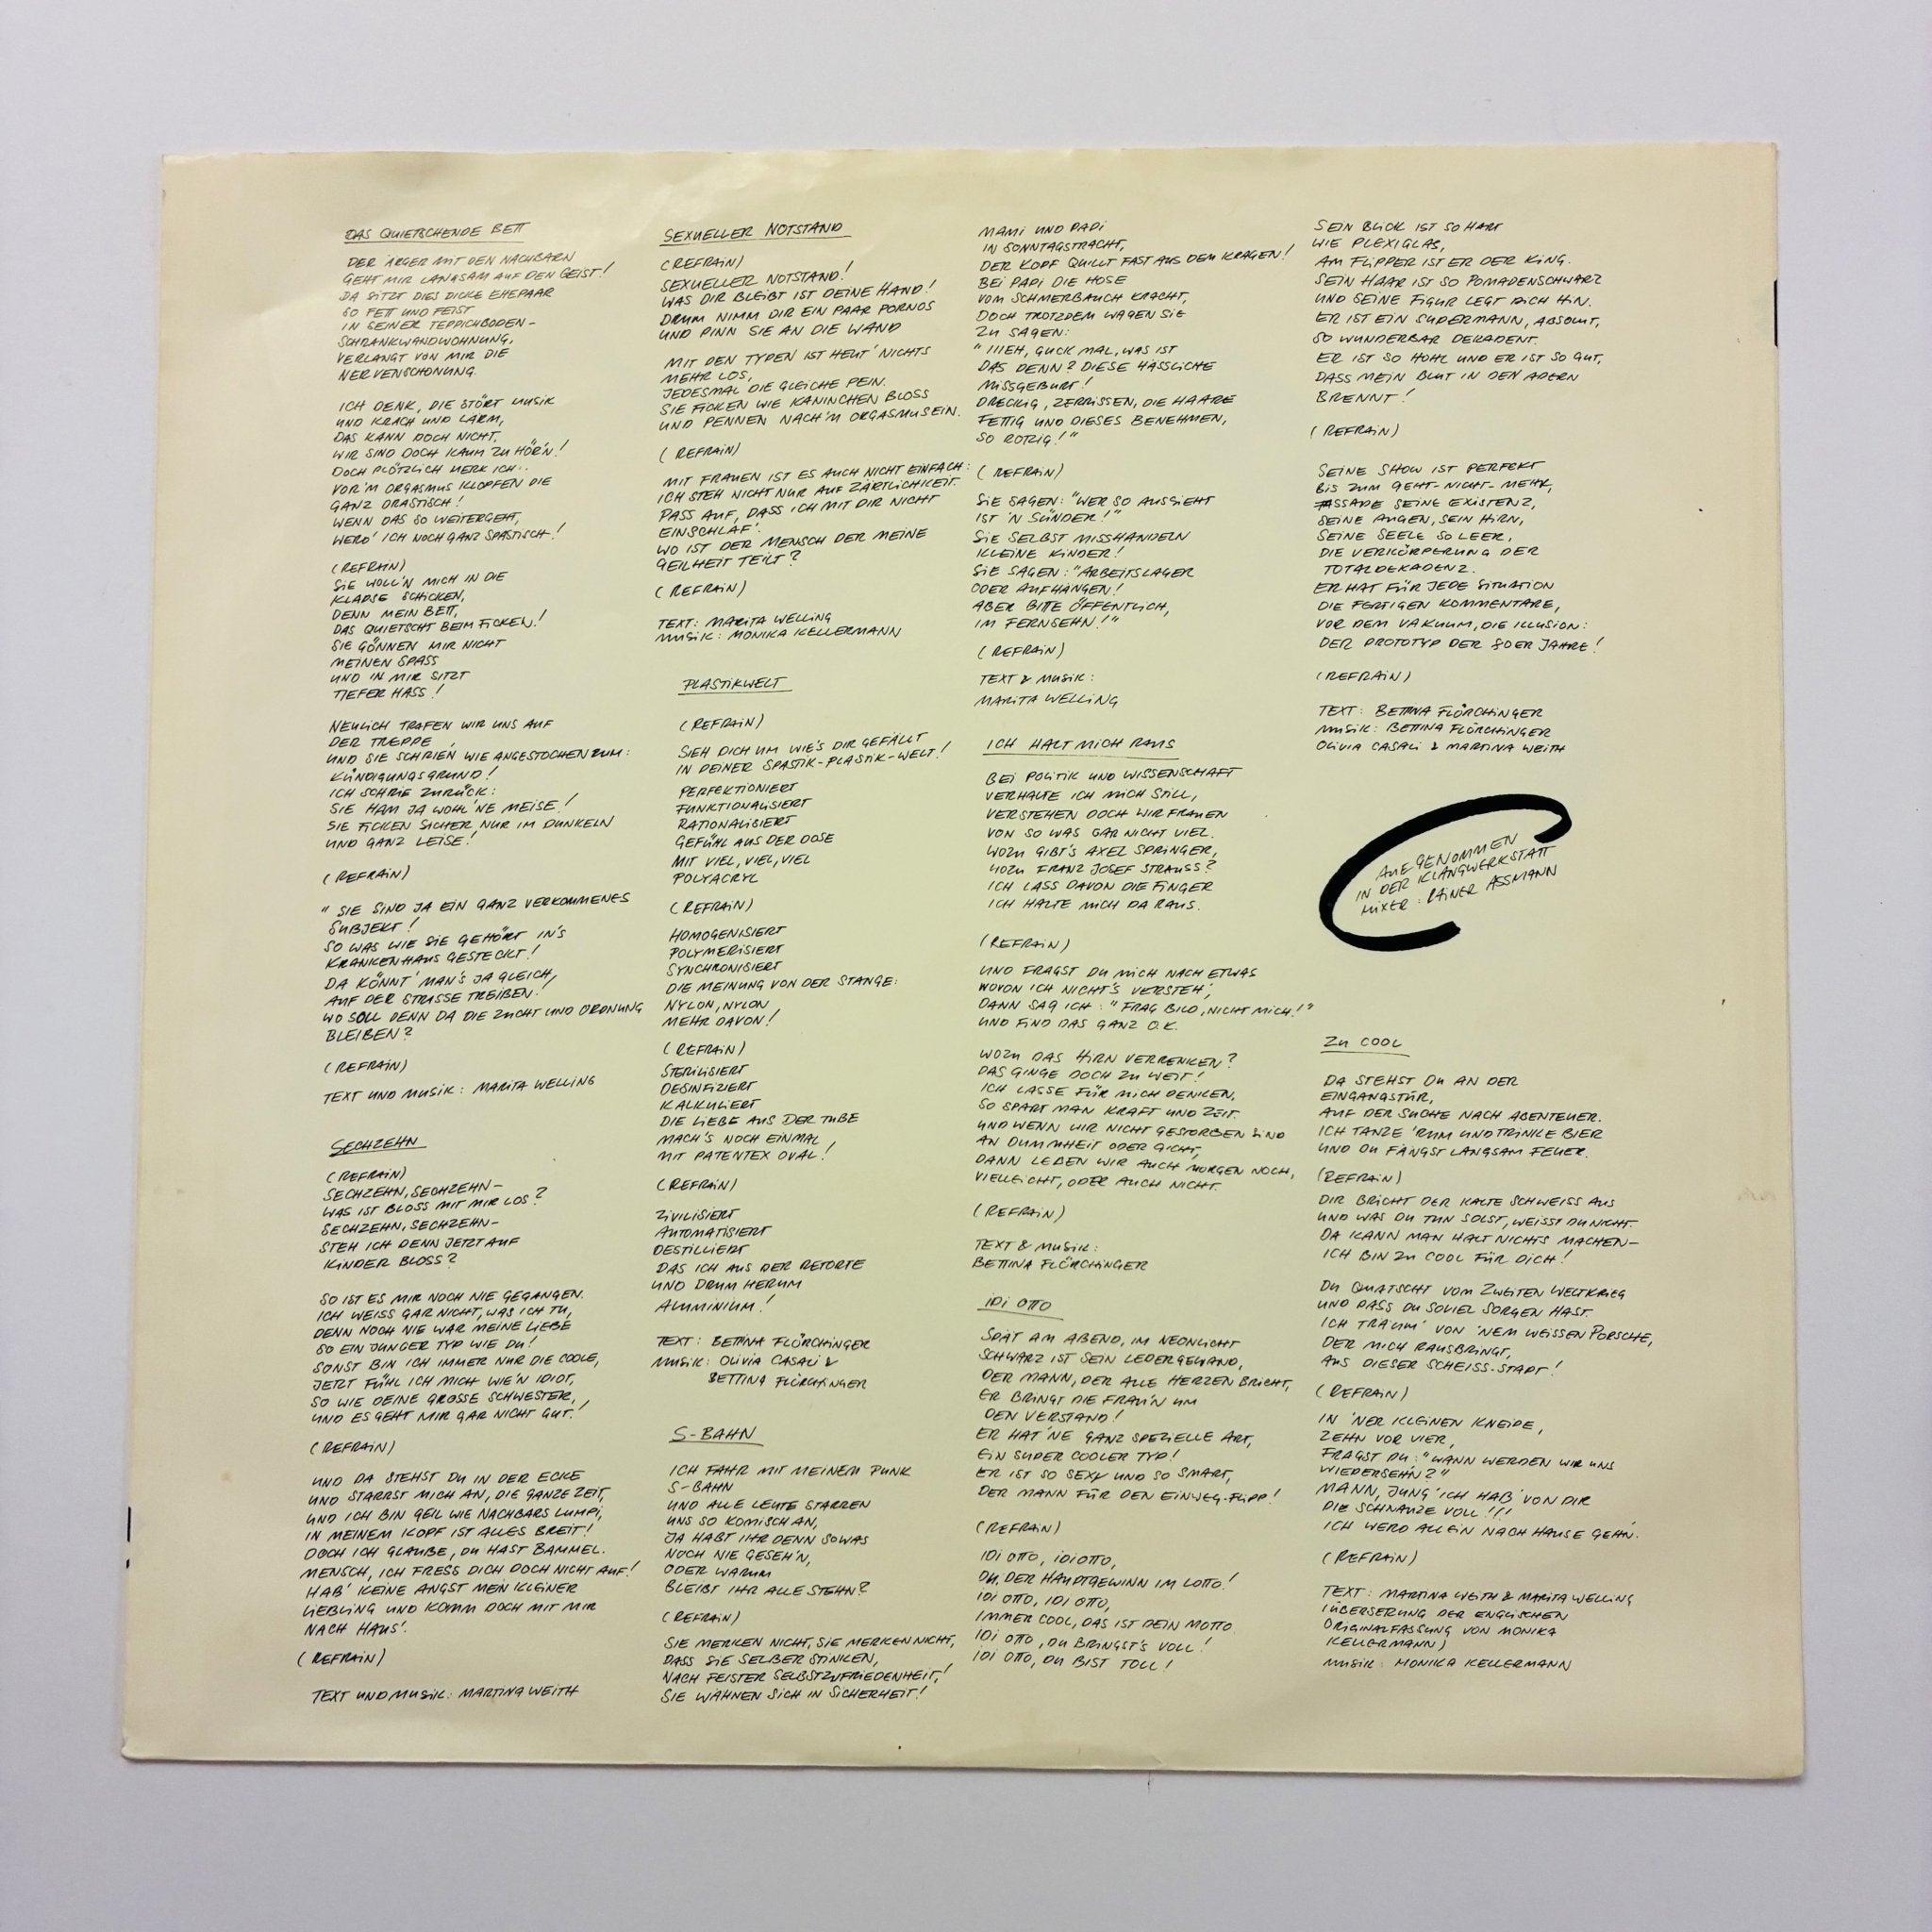 DAS QUIETSCHENDE BETT
DER ÄRGER MIT DEN NACHBARN
GEHT MIR LANGSAM AUF DEN GEIST!
DA SITZT DIES DICKE EHEPAAR
SO FETT UND FEIST
IN SEINER TEPPICHBODEN-
SCHRANKWANDWOHNUNG,
VERLANGT VON MIR DIE
NERVENSCHONUNG.
ICH DENK, DIE STÖRT MUSIK
UND KRACH UND LÄRM,
DAS KANN DOCH NICHT,
WIR SIND DOCH KAUM ZU HÖR'N!
DOCH PLÖTZLICH MERK ICH..
VOR'M ORGASMUS KLOPFEN DIE
GANZ DRASTISCH!
WENN DAS SO WEITERGEHT,
WERD' ICH NOCH GANZ SPASTISCH!
(REFRAIN)
SIE WOLL'N MICH IN DIE
KLAPSE SCHICKEN,
DENN MEIN BETT,
DAS QUIETSCHT BEIM FICKEN!
SIE GÖNNEN MIR NICHT
MEINEN SPASS
UND IN MIR SITZT
TIEFER HASS!
NEULICH TRAFEN WIR UNS AUF
DER TREPPE,
UND SIE SCHRIEN WIE ANGESTOCHEN ZUM:
KÜNDIGUNGSGRUND!
ICH SCHRIE ZURÜCK:
SIE HAM JA WOHL 'NE MEISE!
SIE FICKEN SICHER NUR IM DUNKELN
UND GANZ LEISE!
(REFRAIN)
" SIE SIND JA EIN GANZ VERKOMMENES
SUBJEKT!
SO WAS WIE SIE GEHÖRT IN'S
KRANKENHAUS GESTECKT!
DA KÖNNT' MAN'S JA GLEICH,
AUF DER STRASSE TREIBEN!
WO SOLL DENN DA DIE ZUCHT UND ORDNUNG
BLEIBEN?
(REFRAIN)
TEXT UND MUSIK: MARITA WELLING
SECHZEHN
(REFRAIN)
SECHZEHN, SECHZEHN-
WAS IST BLOSS MIT MIR LOS?
SECHZEHN, SECHZEHN-
STEH ICH DENN JETZT AUF
KINDER BLOSS?
SO IST ES MIR NOCH NIE GEGANGEN.
ICH WEISS GAR NICHT, WAS ICH TU,
DENN NOCH NIE WAR MEINE LIEBE
SO EIN JUNGER TYP WIE DU!
SONST BIN ICH IMMER NUR DIE COOLE,
JETZT FÜHL ICH MICH WIE'N IDIOT,
SO WIE DEINE GROSSE SCHWESTER,
UND ES GEHT MIR GAR NICHT GUT!
(REFRAIN)
UND DA STEHST DU IN DER ECKE
UND STARRST MICH AN, DIE GANZE ZEIT,
UND ICH BIN GEIL WIE NACHBARS LUMPI,
IN MEINEM KOPF IST ALLES BREIT!
DOCH ICH GLAUBE, DU HAST BAMMEL.
MENSCH, ICH FRESS DICH DOCH NICHT AUF!
HAB' KEINE ANGST MEIN KLEINER
LIEBLING UND KOMM DOCH MIT MIR
NACH HAUS'.
(REFRAIN)
TEXT UND MUSIK: MARTINA WEITH
SEXUELLER NOTSTAND
(REFRAIN)
SEXUELLER NOTSTAND!
WAS DIR BLEIBT IST DEINE HAND!
DRUM NIMM DIR EIN PAAR PORNOS
UND PINN SIE AN DIE WAND
MIT DEN TYPEN IST HEUT' NICHTS
MEHR LOS,
JEDESMAL DIE GLEICHE PEIN.
SIE FICKEN WIE KANINCHEN BLOSS
UND PENNEN NACH'M ORGASMUS EIN.
(REFRAIN)
MIT FRAUEN IST ES AUCH NICHT EINFACH:
ICH STEH NICHT NUR AUF ZÄRTLICHKEIT.
PASS AUF, DASS ICH MIT DIR NICHT
EINSCHLAF'.
WO IST DER MENSCH DER MEINE
GEILHEIT TEILT?
(REFRAIN)
TEXT: MARITA WELLING
MUSIK: MONIKA KELLERMANN
PLASTIKWELT
(REFRAIN)
SIEH DICH UM WIE'S DIR GEFÄLLT
IN DEINER SPASTIK-PLASTIK-WELT!
PERFEKTIONIERT
FUNKTIONALISIERT
RATIONALISIERT
GEFÜHL AUS DER DOSE
MIT VIEL, VIEL, VIEL
POLYACRYL
(REFRAIN)
HOMOGENISIERT
POLYMERISIERT
SYNCHRONISIERT
DIE MEINUNG VON DER STANGE:
NYLON, NYLON
MEHR DAVON!
(REFRAIN)
STERILISIERT
DESINFIZIERT
KALKULIERT
DIE LIEBE AUS DER TUBE
MACH'S NOCH EINMAL
MIT PATENTEX OVAL!
(REFRAIN)
ZIVILISIERT
AUTOMATISIERT
DESTILLIERT
DAS ICH AUS DER RETORTE
UND DRUM HERUM
ALUMINIUM!
TEXT: BETTINA FLÖRCHINGER
MUSIK: OLIVIA CASALI &
BETTINA FLÖRCHINGER
S-BAHN
ICH FAHR MIT MEINEM PUNK
S-BAHN
UND ALLE LEUTE STARREN
UNS SO KOMISCH AN,
JA HABT IHR DENN SOWAS
NOCH NIE GESEH'N,
ODER WARUM
BLEIBT IHR ALLE STEHN?
(REFRAIN)
SIE MERKEN NICHT, SIE MERKEN NICHT,
DASS SIE SELBER STINKEN,
NACH FEISTER SELBSTZUFRIEDENHEIT!
SIE WÄHNEN SICH IN SICHERHEIT!
MAMI UND PAPI
IN SONNTAGSTRACHT,
DER KOPF QUILLT FAST AUS DEM KRAGEN!
BEI PAPI DIE HOSE
VOM SCHMERBAUCH KRACHT,
DOCH TROTZDEM WAGEN SIE
ZU SAGEN:
" IIIEH, GUCK MAL, WAS IST
DAS DENN? DIESE HÄSSLICHE
MISSGEBURT!
DRECKIG, ZERRISSEN, DIE HAARE
FETTIG UND DIESES BENEHMEN,
SO ROTZIG!"
(REFRAIN)
SIE SAGEN: "WER SO AUSSIEHT
IST 'N SÜNDER!"
SIE SELBST MISSHANDELN
KLEINE KINDER!
SIE SAGEN: "ARBEITSLAGER
ODER AUFHÄNGEN!
ABER BITTE ÖFFENTLICH,
IM FERNSEHN!"
(REFRAIN)
TEXT & MUSIK:
MARITA WELLING
ICH HALT MICH RAUS
BEI POLITIK UND WISSENSCHAFT
VERHALTE ICH MICH STILL,
VERSTEHEN DOCH WIR FRAUEN
VON SO WAS GAR NICHT VIEL.
WOZU GIBT'S AXEL SPRINGER,
WOZU FRANZ JOSEF STRAUSS?
ICH LASS DAVON DIE FINGER
ICH HALTE MICH DA RAUS.
(REFRAIN)
UND FRAGST DU MICH NACH ETWAS
WOVON ICH NICHT'S VERSTEH',
DANN SAG ICH: "FRAG BILD, NICHT MICH!"
UND FIND DAS GANZ O.K.
WOZU DAS HIRN VERRENKEN?
DAS GINGE DOCH ZU WEIT!
ICH LASSE FÜR MICH DENKEN,
SO SPART MAN KRAFT UND ZEIT.
UND WENN WIR NICHT GESTORBEN SIND
AN DUMMHEIT ODER GICHT,
DANN LEBEN WIR AUCH MORGEN NOCH,
VIELLEICHT, ODER AUCH NICHT.
(REFRAIN)
TEXT & MUSIK:
BETTINA FLÖRCHINGER
IDI OTTO
SPÄT AM ABEND, IM NEONLICHT
SCHWARZ IST SEIN LEDERGEWAND,
DER MANN, DER ALLE HERZEN BRICHT,
ER BRINGT DIE FRAU'N UM
DEN VERSTAND!
ER HAT 'NE GANZ SPEZIELLE ART,
EIN SUPER COOLER TYP!
ER IST SO SEXY UND SO SMART,
DER MANN FÜR DEN EINWEG-FLIPP!
(REFRAIN)
IDI OTTO, IDIOTTO,
DU, DER HAUPTGEWINN IM LOTTO!
IDI OTTO, IDI OTTO,
IMMER COOL, DAS IST DEIN MOTTO.
IDI OTTO, DU BRINGST'S VOLL!
IDI OTTO, DU BIST TOLL!
SEIN BLICK IST SO HART
WIE PLEXIGLAS,
AM FLIPPER IST ER DER KING.
SEIN HAAR IST SO POMADENSCHWARZ
UND SEINE FIGUR LEGT DICH HIN.
ER IST EIN SUPERMANN, ABSOLUT,
SO WUNDERBAR DEKADENT.
ER IST SO HOHL UND ER IST SO GUT,
DASS MEIN BLUT IN DEN ADERN
BRENNT!
(REFRAIN)
SEINE SHOW IST PERFEKT
BIS ZUM GEHT-NICHT-MEHR,
FASSADE SEINE EXISTENZ,
SEINE AUGEN, SEIN HIRN,
SEINE SEELE SO LEER,
DIE VERKÖRPERUNG DER
TOTALDEKADENZ.
ER HAT FÜR JEDE SITUATION
DIE FERTIGEN KOMMENTARE,
VOR DEM VAKUUM, DIE ILLUSION:
DER PROTOTYP DER 80ER JAHRE!
(REFRAIN)
TEXT: BETTINA FLÖRCHINGER
MUSIK: BETTINA FLÖRCHINGER
OLIVIA CASALI & MARTINA WEITH
AUFGENOMMEN
IN DER KLANGWERKSTATT
MIXER: RAINER ASSMANN
ZU COOL
DA STEHST DU AN DER
EINGANGSTÜR,
AUF DER SUCHE NACH ABENTEUER.
ICH TANZE 'RUM UND TRINKE BIER
UND DU FÄNGST LANGSAM FEUER.
(REFRAIN)
DIR BRICHT DER KALTE SCHWEISS AUS
UND WAS DU TUN SOLST, WEISST DU NICHT.
DA KANN MAN HALT NICHTS MACHEN-
ICH BIN ZU COOL FÜR DICH!
DU QUATSCHT VOM ZWEITEN WELTKRIEG
UND DASS DU SOVIEL SORGEN HAST.
ICH TRÄUM' VON 'NEM WEISSEN PORSCHE,
DER MICH RAUSBRINGT,
AUS DIESER SCHEISS-STADT!
(REFRAIN)
IN 'NER KLEINEN KNEIPE,
ZEHN VOR VIER,
FRAGST DU: "WANN WERDEN WIR UNS
WIEDERSEHN?"
MANN, JUNG' ICH HAB' VON DIR
DIE SCHNAUZE VOLL!!!
ICH WERD ALLEIN NACH HAUSE GEHN.
(REFRAIN)
TEXT: MARTINA WEITH & MARITA WELLING
(ÜBERSETZUNG DER ENGLISCHEN
ORIGINALFASSUNG VON MONIKA
KELLERMANN)
MUSIK: MONIKA KELLERMANN